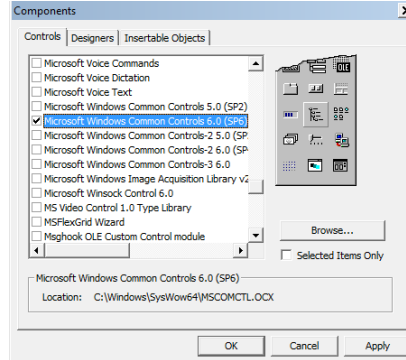 Components
Controls
Designers
Insertable Objects
Microsoft Voice Commands
Microsoft Voice Dictation
Microsoft Voice Text
Microsoft Windows Common Controls 5.0 (SP2)
Microsoft Windows Common Controls 6.0 (SP6)
Microsoft Windows Common Controls-2 5.0 (SP
Microsoft Windows Common Controls-2 6.0 (SP
Microsoft Windows Common Controls-3 6.0
Microsoft Windows Image Acquisition Library v2
Microsoft Winsock Control 6.0
MS Video Control 1.0 Type Library
MSFlexGrid Wizard
Msghook OLE Custom Control module
Browse...
Selected Items Only
Microsoft Windows Common Controls 6.0 (SP6)
Location: C:\Windows\SysWow64\MSCOMCTL.OCX
OK
Cancel
Apply